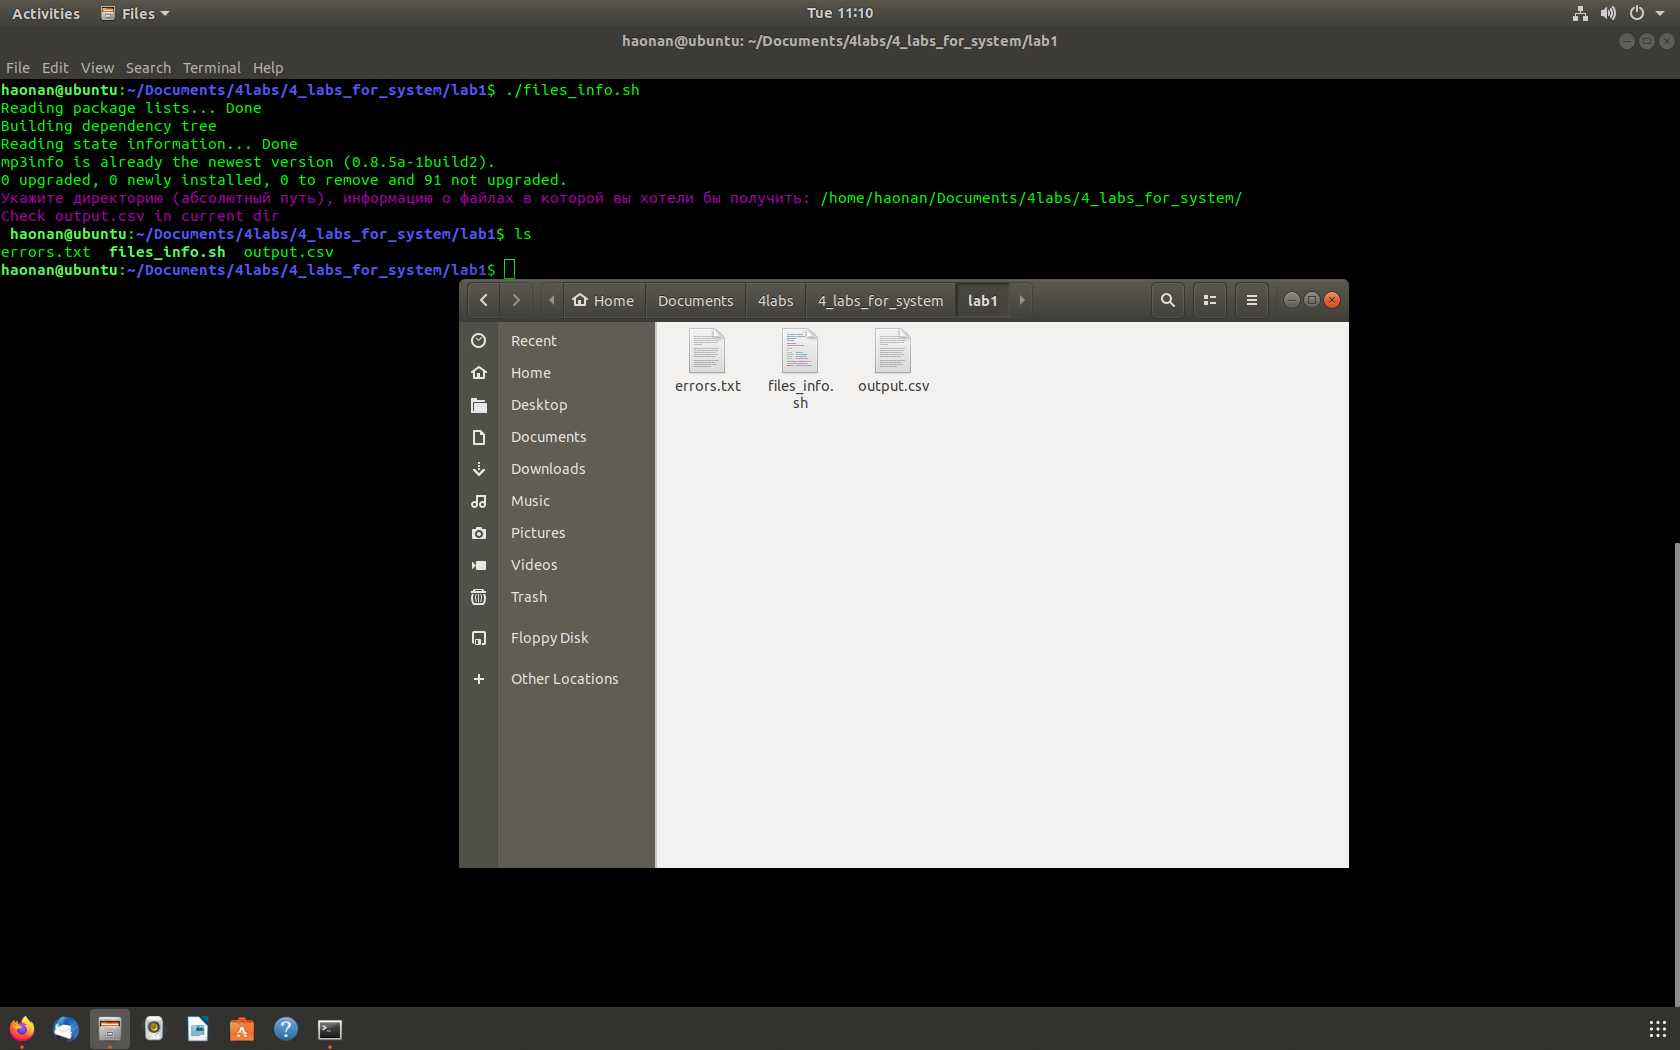 Activities Files Tue 11:10
haonan@ubuntu: ~/Documents/4labs/4_labs_for_system/lab1
File Edit View Search Terminal Help
haonan@ubuntu:~/Documents/4labs/4_labs_for_system/lab1$ ./files_info.sh
Reading package lists... Done
Building dependency tree
Reading state information... Done
mp3info is already the newest version (0.8.5a-1build2).
0 upgraded, 0 newly installed, 0 to remove and 91 not upgraded.
Укажите директорию (абсолютный путь), информацию о файлах в которой вы хотели бы получить: /home/haonan/Documents/4labs/4_labs_for_system/
Check output.csv in current dir
haonan@ubuntu:~/Documents/4labs/4_labs_for_system/lab1$ ls
errors.txt files_info.sh output.csv
haonan@ubuntu:~/Documents/4labs/4_labs_for_system/lab1$
Home Documents 4labs 4_labs_for_system lab1
Recent
Home
Desktop
Documents
Downloads
Music
Pictures
Videos
Trash
Floppy Disk
Other Locations
errors.txt
files_info.
sh
output.csv